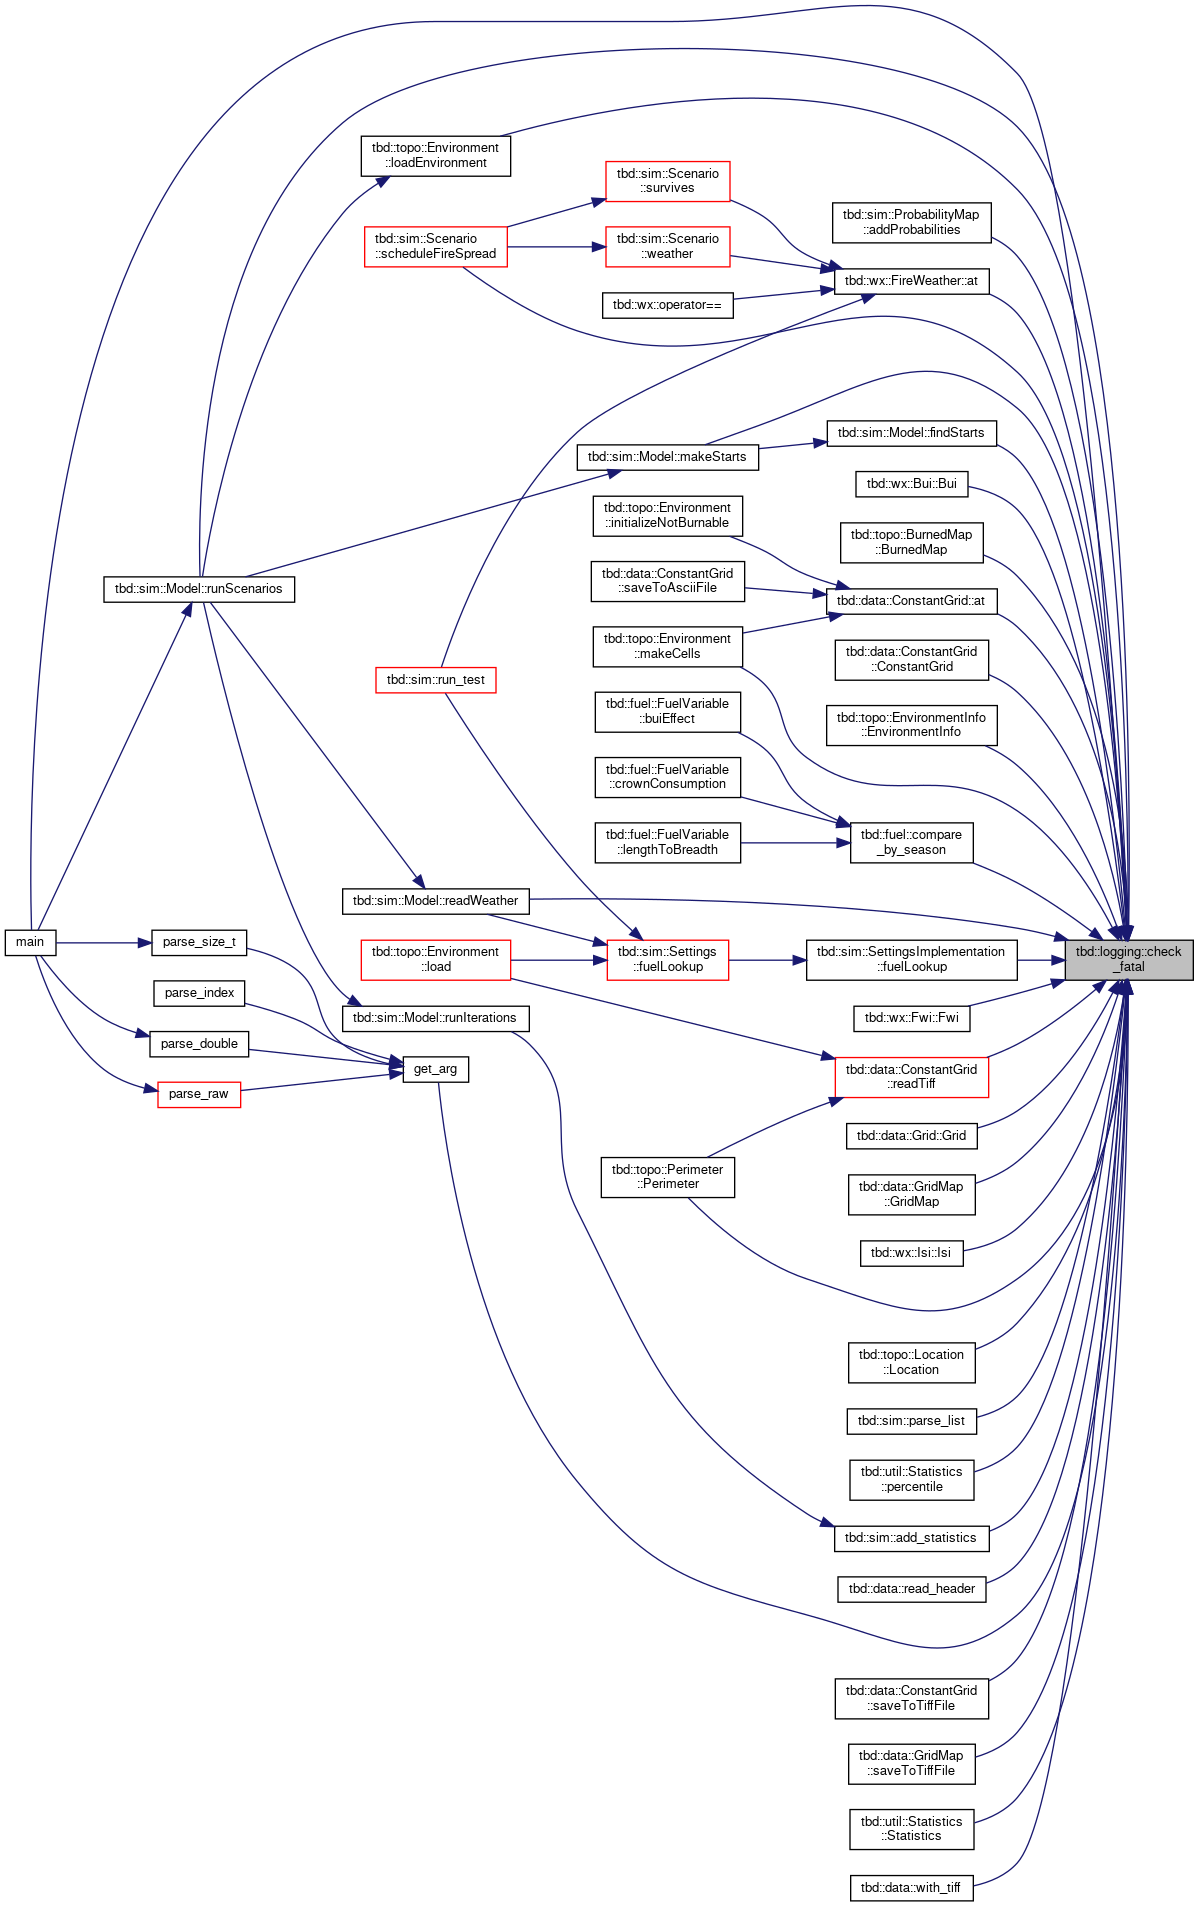 tbd::topo::Environment
::loadEnvironment
tbd::sim::Scenario
::survives
tbd::sim::ProbabilityMap
::addProbabilities
tbd::sim::Scenario
::scheduleFireSpread
tbd::sim::Scenario
::weather
tbd::wx::FireWeather::at
tbd::wx::operator==
tbd::sim::Model::findStarts
tbd::sim::Model::makeStarts
tbd::wx::Bui::Bui
tbd::topo::Environment
::initializeNotBurnable
tbd::topo::BurnedMap
::BurnedMap
tbd::sim::Model::runScenarios
tbd::data::ConstantGrid
::saveToAsciiFile
tbd::data::ConstantGrid::at
tbd::topo::Environment
::makeCells
tbd::data::ConstantGrid
::ConstantGrid
tbd::sim::run_test
tbd::fuel::FuelVariable
::buiEffect
tbd::topo::EnvironmentInfo
::EnvironmentInfo
tbd::fuel::FuelVariable
::crownConsumption
tbd::fuel::FuelVariable
::lengthToBreadth
tbd::fuel::compare
_by_season
tbd::sim::Model::readWeather
main
parse_size_t
tbd::topo::Environment
::load
tbd::sim::Settings
::fuelLookup
tbd::sim::SettingsImplementation
::fuelLookup
tbd::logging::check
_fatal
parse_index
tbd::sim::Model::runIterations
tbd::wx::Fwi::Fwi
parse_double
get_arg
tbd::data::ConstantGrid
::readTiff
parse_raw
tbd::data::Grid::Grid
tbd::topo::Perimeter
::Perimeter
tbd::data::GridMap
::GridMap
tbd::wx::Isi::Isi
tbd::topo::Location
::Location
tbd::sim::parse_list
tbd::util::Statistics
::percentile
tbd::sim::add_statistics
tbd::data::read_header
tbd::data::ConstantGrid
::saveToTiffFile
tbd::data::GridMap
::saveToTiffFile
tbd::util::Statistics
::Statistics
tbd::data::with_tiff